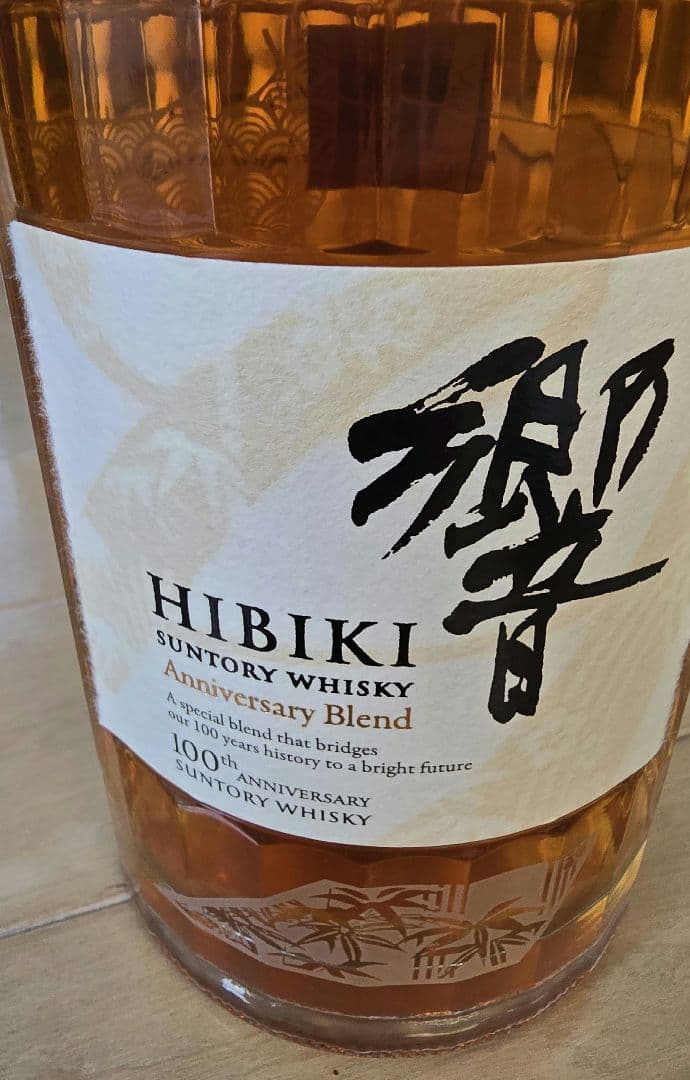 響
HIBIKI
SUNTORY WHISKY
Anniversary Blend
A special blend that bridges
our 100 years history to a bright future
100th ANNIVERSARY
SUNTORY WHISKY